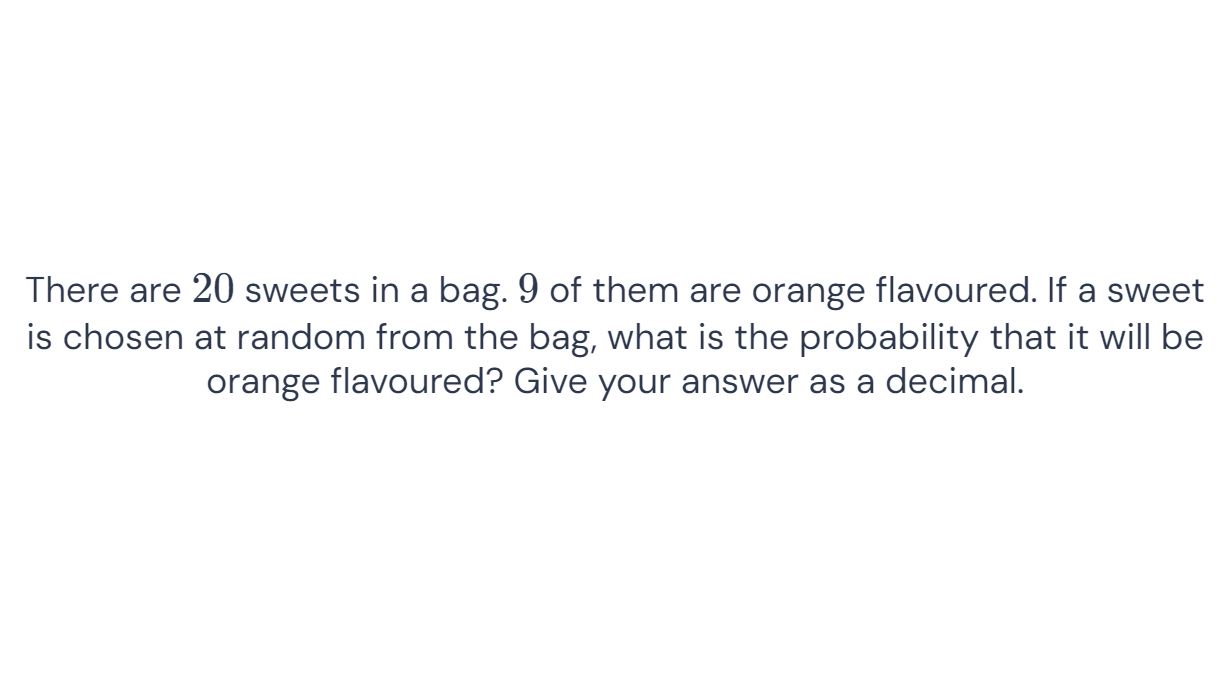 There are 20 sweets in a bag. 9 of them are orange flavoured. If a sweet
is chosen at random from the bag, what is the probability that it will be
orange flavoured? Give your answer as a decimal.